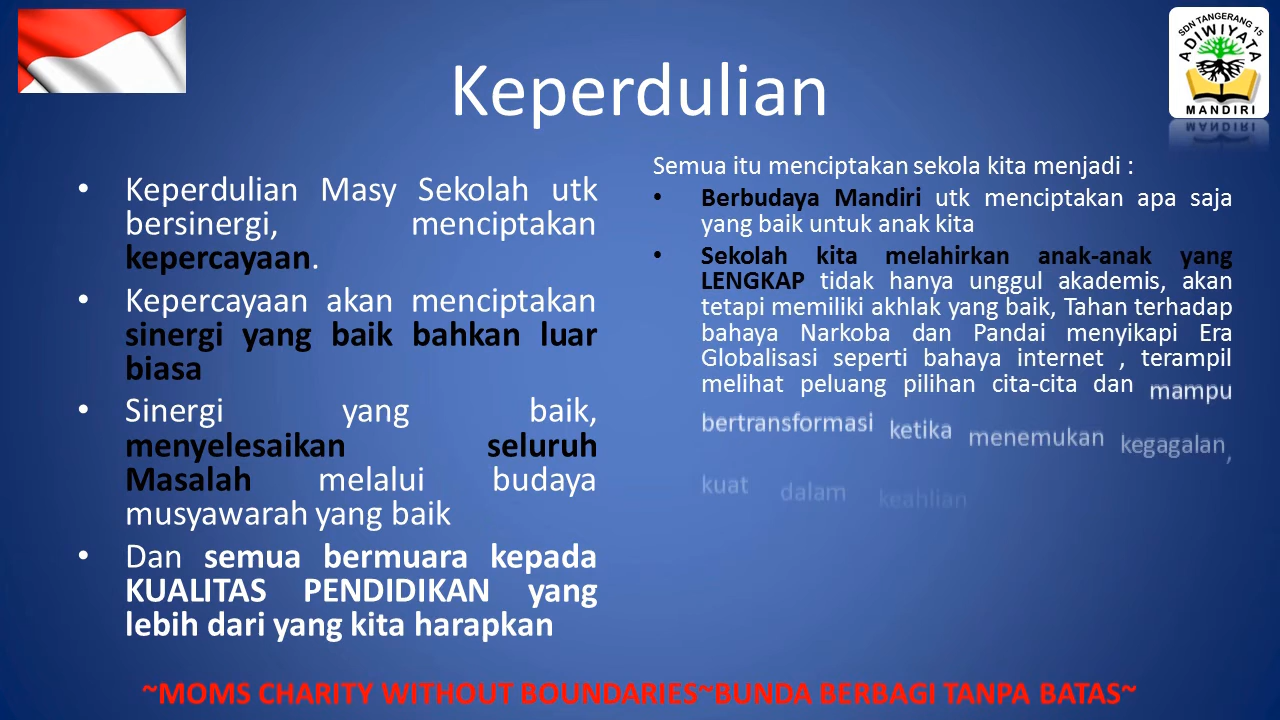 SDN TANGERANG 15
ADIWIYATA
MANDIRI
Keperdulian
• Keperdulian Masy Sekolah utk
bersinergi, menciptakan
kepercayaan.
• Kepercayaan akan menciptakan
sinergi yang baik bahkan luar
biasa
• Sinergi yang baik,
menyelesaikan seluruh
Masalah melalui budaya
musyawarah yang baik
• Dan semua bermuara kepada
KUALITAS PENDIDIKAN yang
lebih dari yang kita harapkan
Semua itu menciptakan sekola kita menjadi :
• Berbudaya Mandiri utk menciptakan apa saja
yang baik untuk anak kita
• Sekolah kita melahirkan anak-anak yang
LENGKAP tidak hanya unggul akademis, akan
tetapi memiliki akhlak yang baik, Tahan terhadap
bahaya Narkoba dan Pandai menyikapi Era
Globalisasi seperti bahaya internet , terampil
melihat peluang pilihan cita-cita dan mampu
bertransformasi ketika menemukan kegagalan,
kuat dalam keahlian
~MOMS CHARITY WITHOUT BOUNDARIES~BUNDA BERBAGI TANPA BATAS~